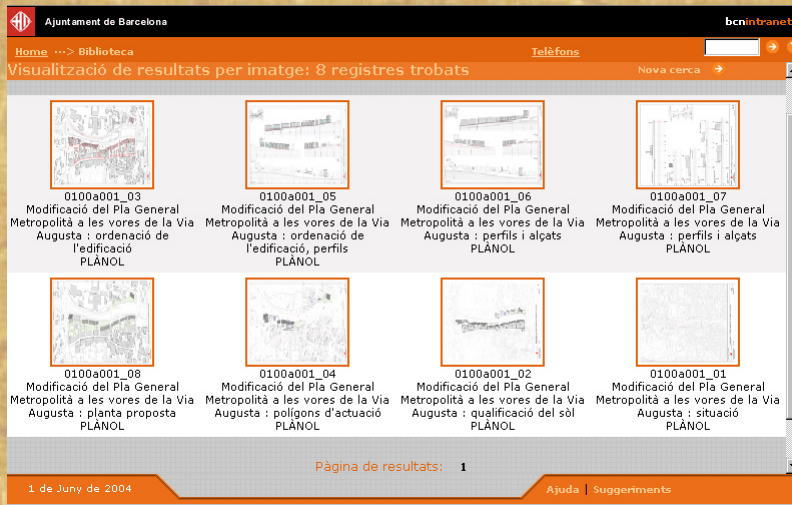 Ajuntament de Barcelona
bcnintranet
Home ···> Biblioteca
Telèfons
Visualització de resultats per imatge: 8 registres trobats
Nova cerca
0100a001_03
Modificació del Pla General
Metropolità a les vores de la Via
Augusta : ordenació de
l'edificació
PLÀNOL
0100a001_05
Modificació del Pla General
Metropolità a les vores de la Via
Augusta : ordenació de
l'edificació, perfils
PLÀNOL
0100a001_06
Modificació del Pla General
Metropolità a les vores de la Via
Augusta : perfils i alçats
PLÀNOL
0100a001_07
Modificació del Pla General
Metropolità a les vores de la Via
Augusta : perfils i alçats
PLÀNOL
0100a001_08
Modificació del Pla General
Metropolità a les vores de la Via
Augusta : planta proposta
PLÀNOL
0100a001_04
Modificació del Pla General
Metropolità a les vores de la Via
Augusta : polígons d'actuació
PLÀNOL
0100a001_02
Modificació del Pla General
Metropolità a les vores de la Via
Augusta : qualificació del sòl
PLÀNOL
0100a001_01
Modificació del Pla General
Metropolità a les vores de la Via
Augusta : situació
PLÀNOL
Pàgina de resultats: 1
1 de Juny de 2004
Ajuda | Suggeriments